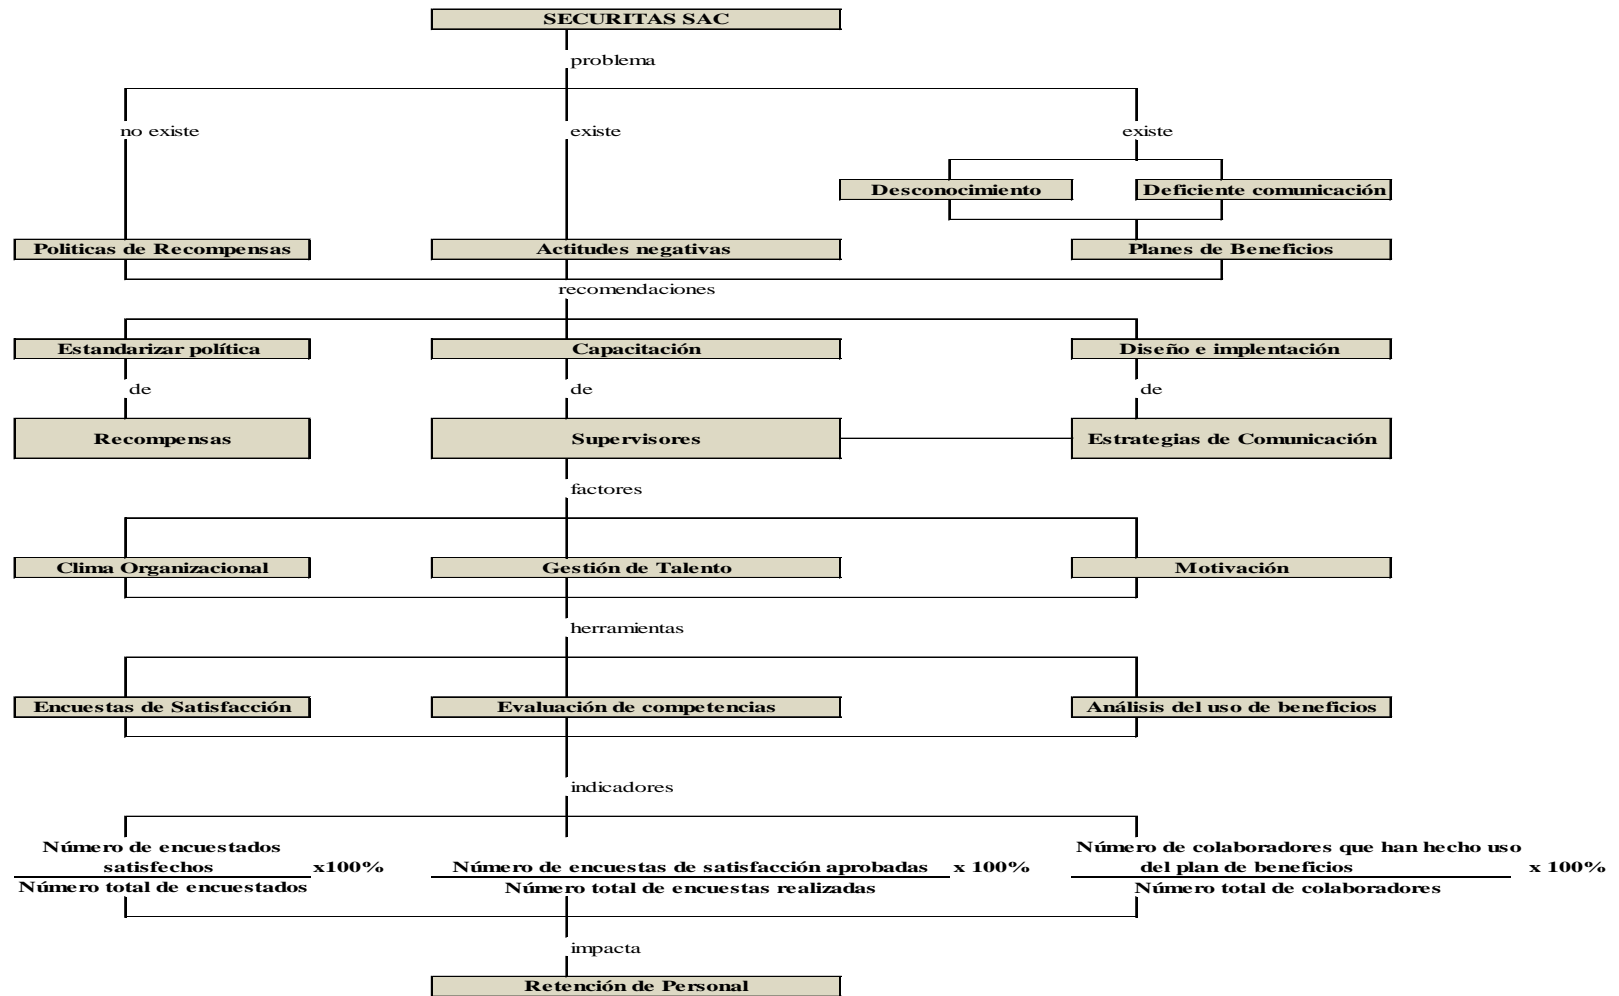 SECURITAS SAC
problema
no existe
existe
existe
Desconocimiento
Deficiente comunicación
Politicas de Recompensas
Actitudes negativas
Planes de Beneficios
recomendaciones
Estandarizar política
Capacitación
Diseño e implentación
de
de
de
Recompensas
Supervisores
Estrategias de Comunicación
factores
Clima Organizacional
Gestión de Talento
Motivación
herramientas
Encuestas de Satisfacción
Evaluación de competencias
Análisis del uso de beneficios
indicadores
Número de encuestados
satisfechos x100%
Número total de encuestados
Número de encuestas de satisfacción aprobadas x 100%
Número total de encuestas realizadas
Número de colaboradores que han hecho uso
del plan de beneficios x 100%
Número total de colaboradores
impacta
Retención de Personal